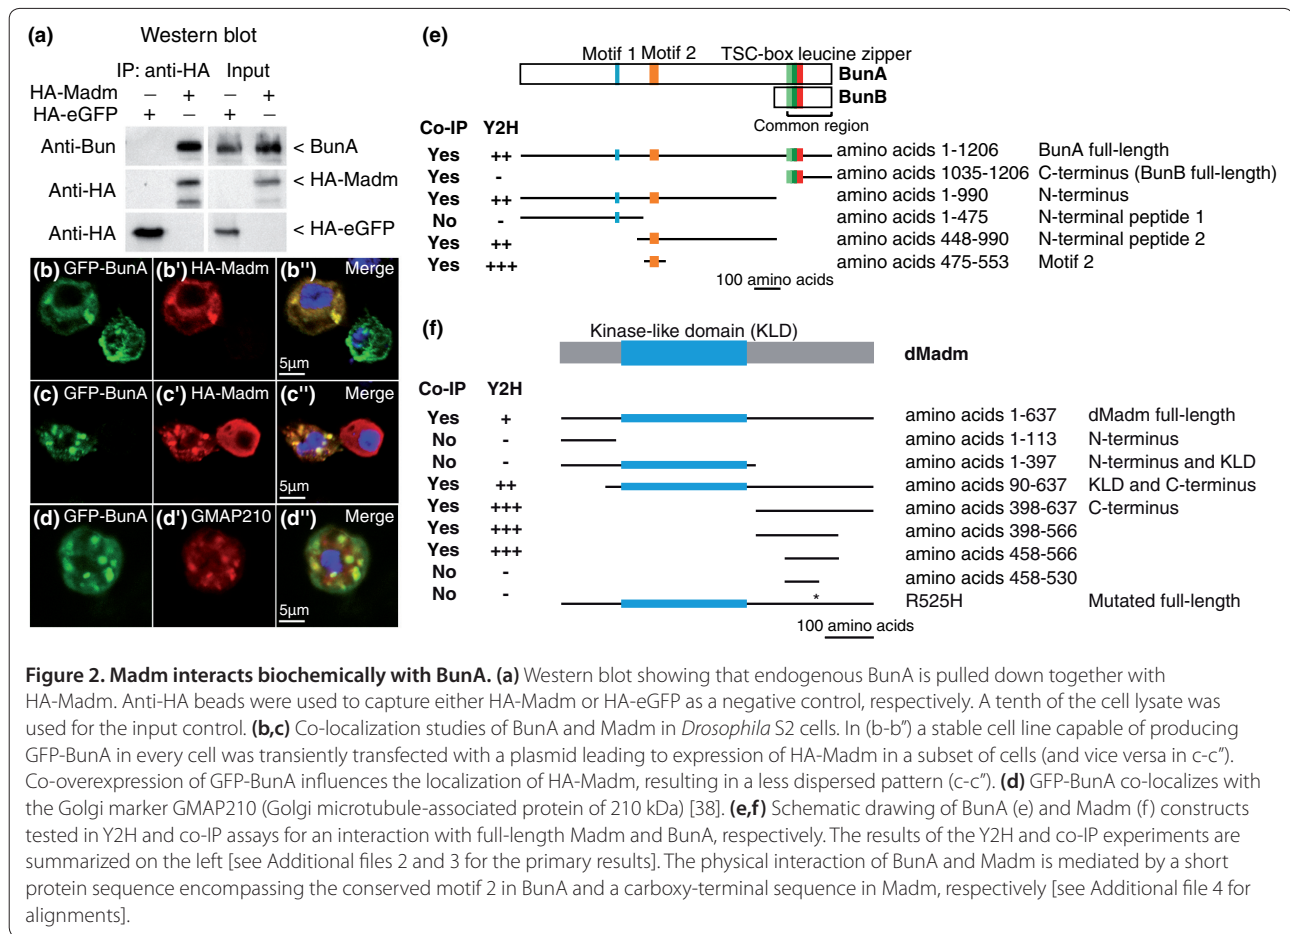 (a) Western blot
IP: anti-HA Input
HA-Madm − + − +
HA-eGFP + − + −
Anti-Bun < BunA
Anti-HA < HA-Madm
Anti-HA < HA-eGFP
(b) GFP-BunA (b') HA-Madm (b'') Merge
5µm
(c) GFP-BunA (c') HA-Madm (c'') Merge
5µm
(d) GFP-BunA (d') GMAP210 (d'') Merge
5µm
(e)
Motif 1 Motif 2 TSC-box leucine zipper
BunA
BunB
Common region
Co-IP Y2H
Yes ++ amino acids 1-1206 BunA full-length
Yes - amino acids 1035-1206 C-terminus (BunB full-length)
Yes ++ amino acids 1-990 N-terminus
No - amino acids 1-475 N-terminal peptide 1
Yes ++ amino acids 448-990 N-terminal peptide 2
Yes +++ amino acids 475-553 Motif 2
100 amino acids
(f)
Kinase-like domain (KLD)
dMadm
Co-IP Y2H
Yes + amino acids 1-637 dMadm full-length
No - amino acids 1-113 N-terminus
No - amino acids 1-397 N-terminus and KLD
Yes ++ amino acids 90-637 KLD and C-terminus
Yes +++ amino acids 398-637 C-terminus
Yes +++ amino acids 398-566
Yes +++ amino acids 458-566
No - amino acids 458-530
No - * R525H Mutated full-length
100 amino acids
Figure 2. Madm interacts biochemically with BunA. (a) Western blot showing that endogenous BunA is pulled down together with
HA-Madm. Anti-HA beads were used to capture either HA-Madm or HA-eGFP as a negative control, respectively. A tenth of the cell lysate was
used for the input control. (b,c) Co-localization studies of BunA and Madm in Drosophila S2 cells. In (b-b″) a stable cell line capable of producing
GFP-BunA in every cell was transiently transfected with a plasmid leading to expression of HA-Madm in a subset of cells (and vice versa in c-c″).
Co-overexpression of GFP-BunA influences the localization of HA-Madm, resulting in a less dispersed pattern (c-c″). (d) GFP-BunA co-localizes with
the Golgi marker GMAP210 (Golgi microtubule-associated protein of 210 kDa) [38]. (e,f) Schematic drawing of BunA (e) and Madm (f) constructs
tested in Y2H and co-IP assays for an interaction with full-length Madm and BunA, respectively. The results of the Y2H and co-IP experiments are
summarized on the left [see Additional files 2 and 3 for the primary results]. The physical interaction of BunA and Madm is mediated by a short
protein sequence encompassing the conserved motif 2 in BunA and a carboxy-terminal sequence in Madm, respectively [see Additional file 4 for
alignments].